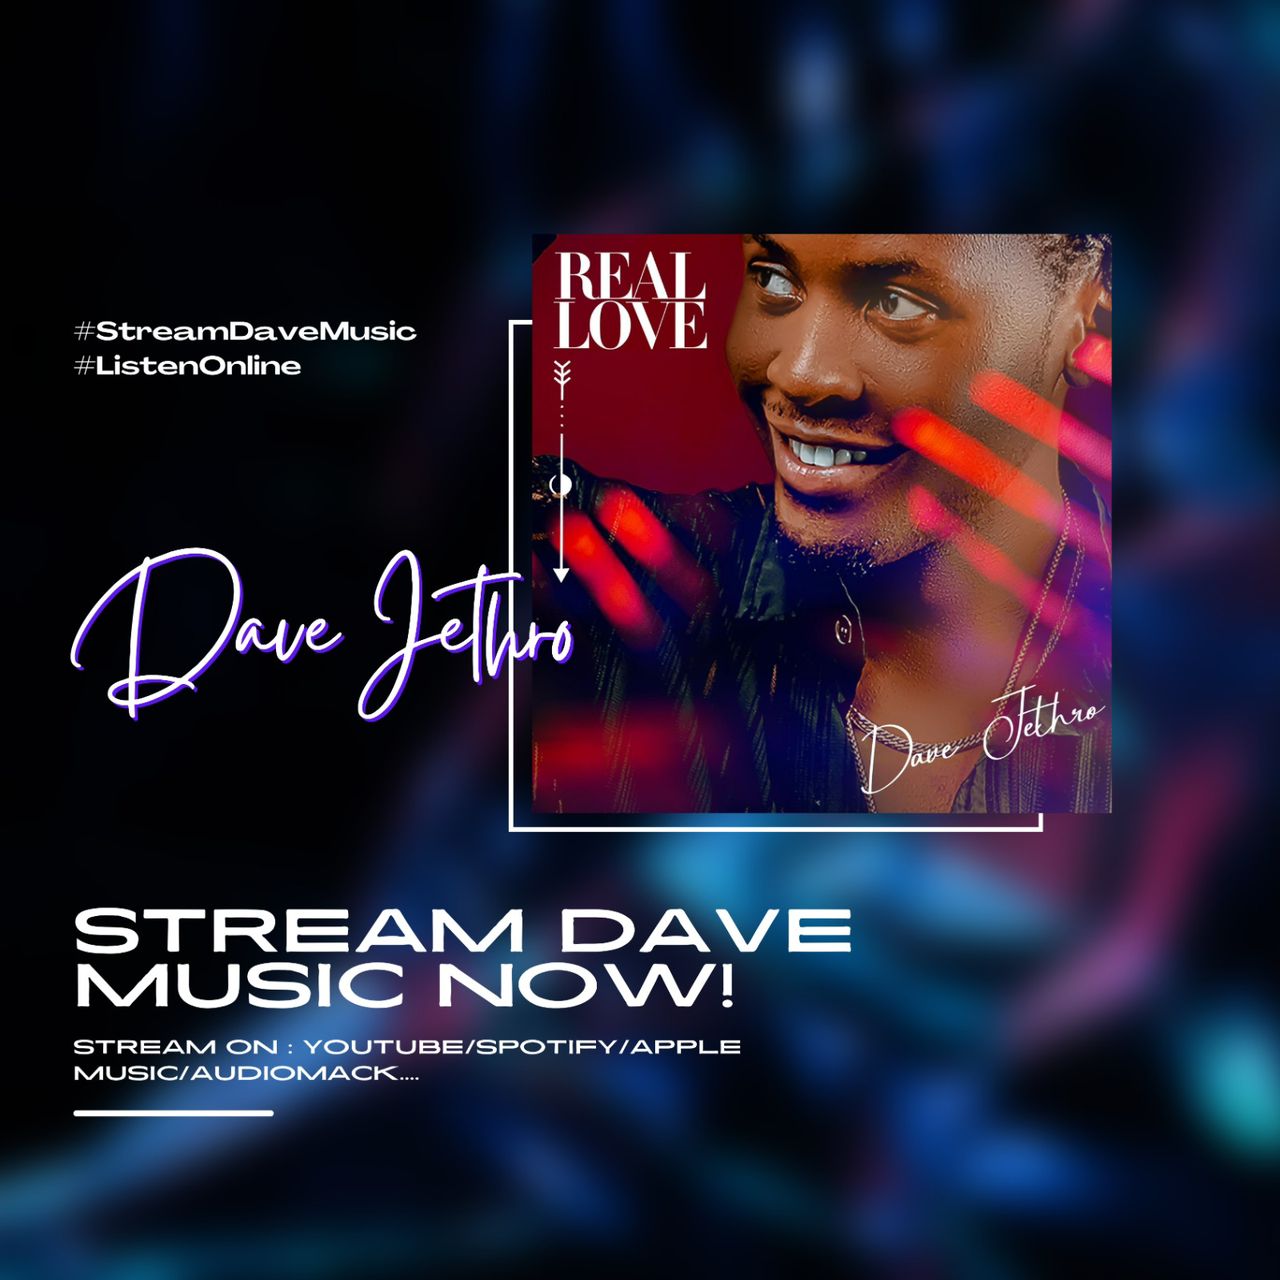 REAL
LOVE
#StreamDaveMusic
#ListenOnline
Dave Jethro
Dave Jethro
STREAM DAVE
MUSIC NOW!
STREAM ON : YOUTUBE/SPOTIFY/APPLE
MUSIC/AUDIOMACK....